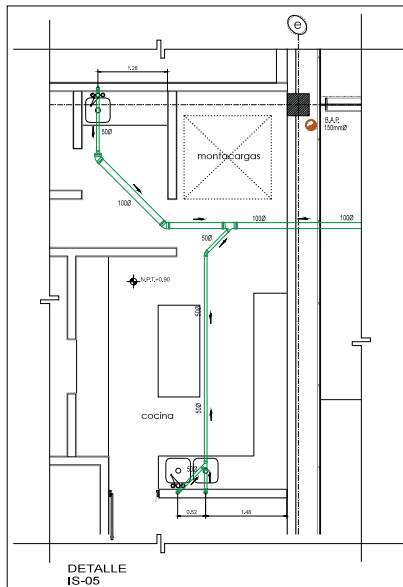 e
1.28
50Ø
montacargas
B.A.P.
150mmØ
100Ø
100Ø
100Ø
50Ø
N.P.T.+0,90
50Ø
cocina
50Ø
50Ø
0.52
1.48
DETALLE
IS-05